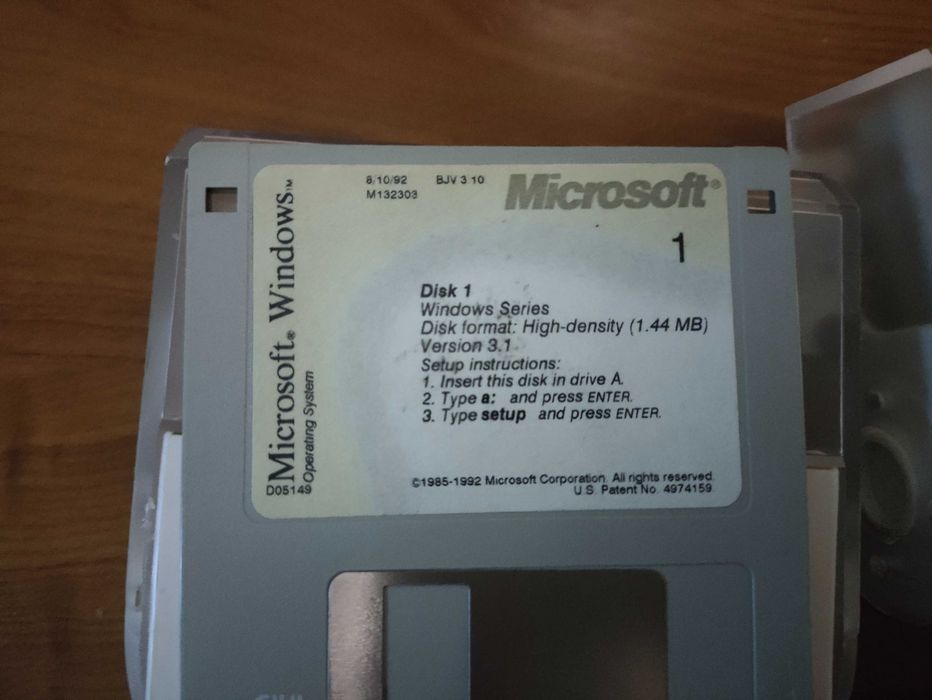 8/10/92 BJV 3.10
M132303
Microsoft®
1
Microsoft® Windows™
Operating System
D05149
Disk 1
Windows Series
Disk format: High-density (1.44 MB)
Version 3.1
Setup instructions:
1. Insert this disk in drive A.
2. Type a: and press ENTER.
3. Type setup and press ENTER.
©1985-1992 Microsoft Corporation. All rights reserved.
U.S. Patent No. 4974159